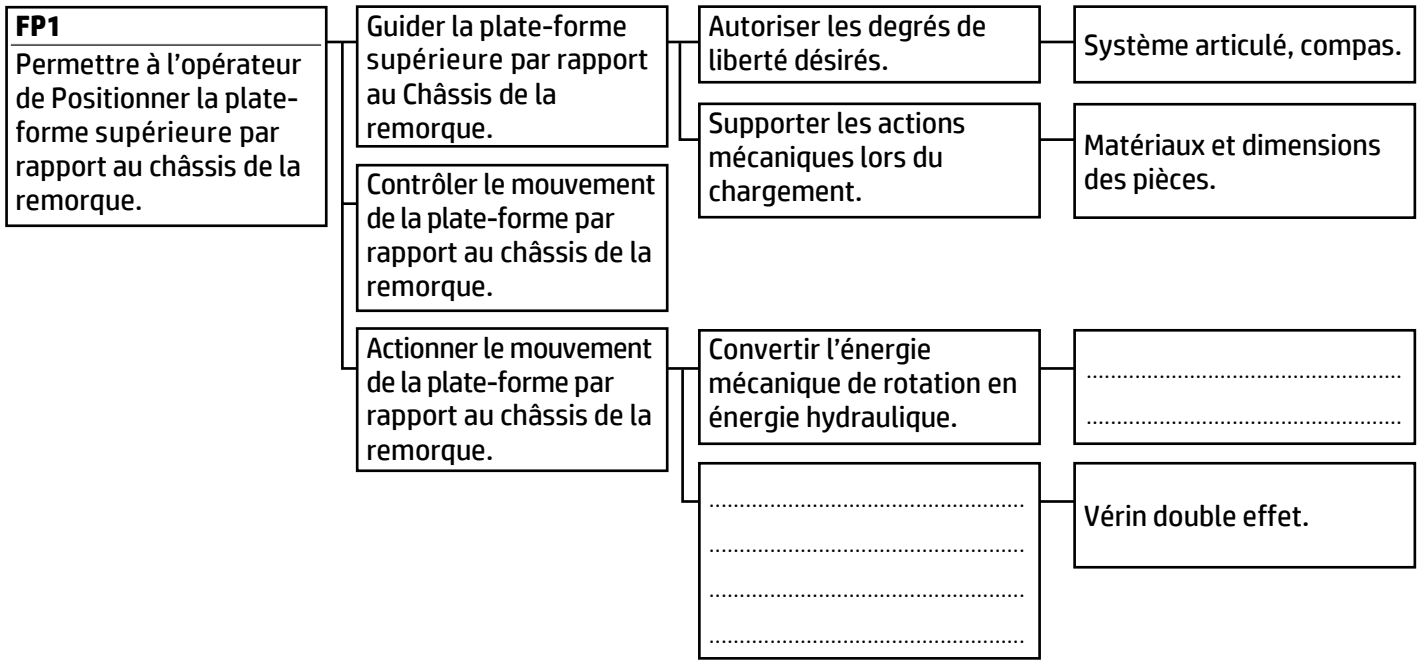 FP1
Permettre à l'opérateur
de Positionner la plate-
forme supérieure par
rapport au châssis de la
remorque.
Guider la plate-forme
supérieure par rapport
au Châssis de la
remorque.
Autoriser les degrés de
liberté désirés.
Système articulé, compas.
Supporter les actions
mécaniques lors du
chargement.
Matériaux et dimensions
des pièces.
Contrôler le mouvement
de la plate-forme par
rapport au châssis de la
remorque.
Actionner le mouvement
de la plate-forme par
rapport au châssis de la
remorque.
Convertir l'énergie
mécanique de rotation en
énergie hydraulique.
Vérin double effet.